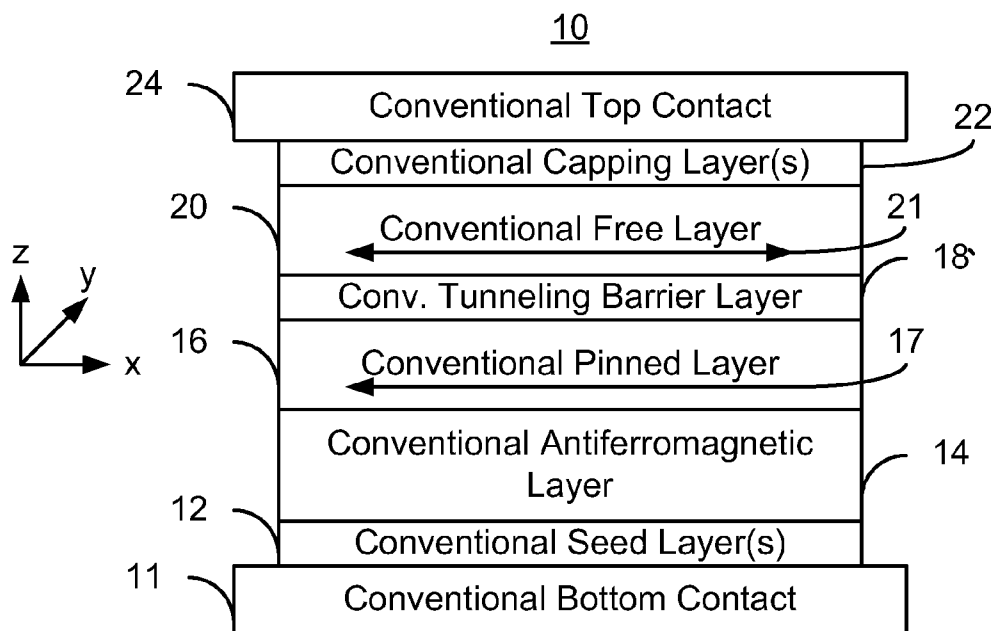 10
24
Conventional Top Contact
22
Conventional Capping Layer(s)
20
Conventional Free Layer
21
18`
Conv. Tunneling Barrier Layer
z
y
x
16
Conventional Pinned Layer
17
Conventional Antiferromagnetic
Layer
14
12
Conventional Seed Layer(s)
11
Conventional Bottom Contact